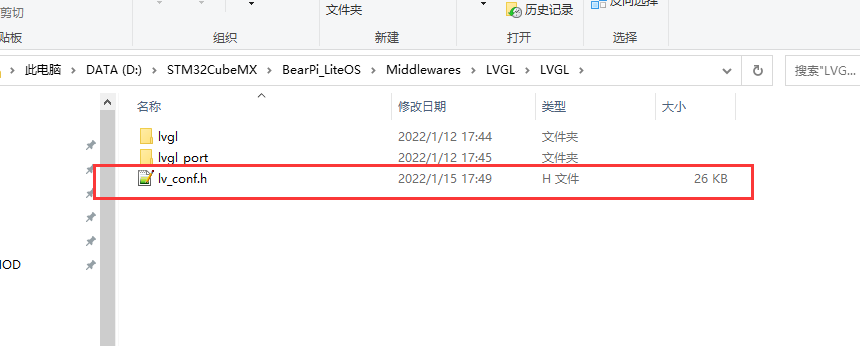 剪切
文件夹
历史记录
反向选择
贴板
组织
新建
打开
选择
此电脑 > DATA (D:) > STM32CubeMX > BearPi_LiteOS > Middlewares > LVGL > LVGL >
搜索"LVG...
名称 修改日期 类型 大小
lvgl 2022/1/12 17:44 文件夹
lvgl_port 2022/1/12 17:45 文件夹
lv_conf.h 2022/1/15 17:49 H 文件 26 KB
MOD